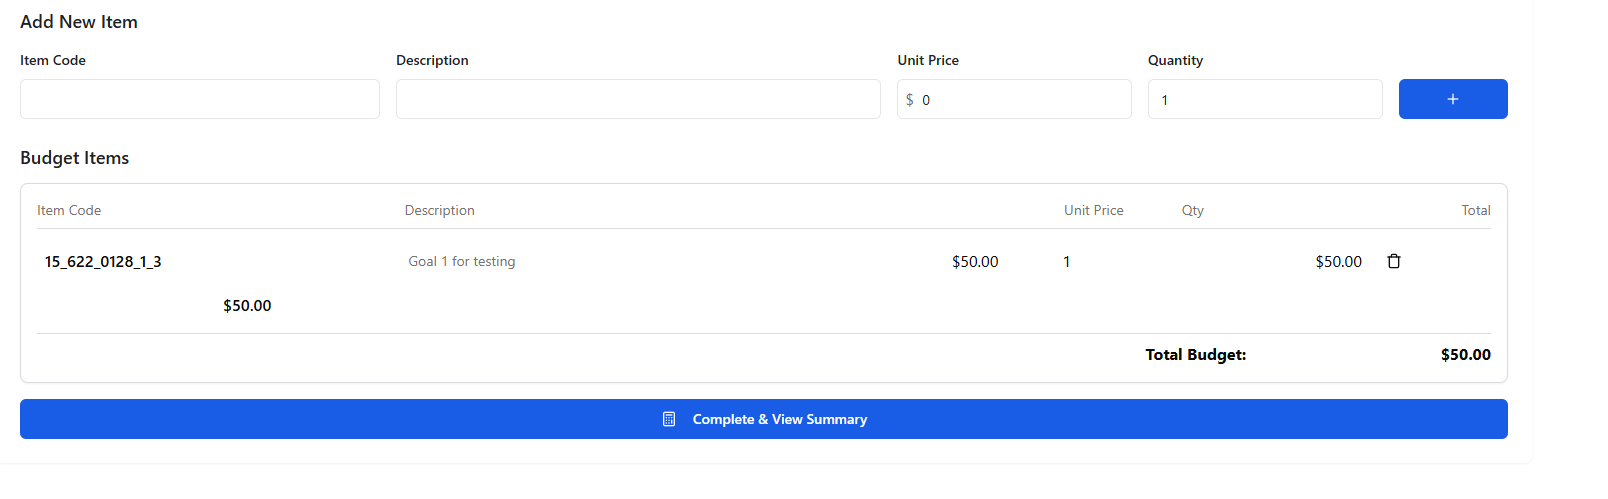 Add New Item
Item Code Description Unit Price Quantity
$ 0 1 +
Budget Items
Item Code Description Unit Price Qty Total
15_622_0128_1_3 Goal 1 for testing $50.00 1 $50.00
$50.00
Total Budget: $50.00
Complete & View Summary